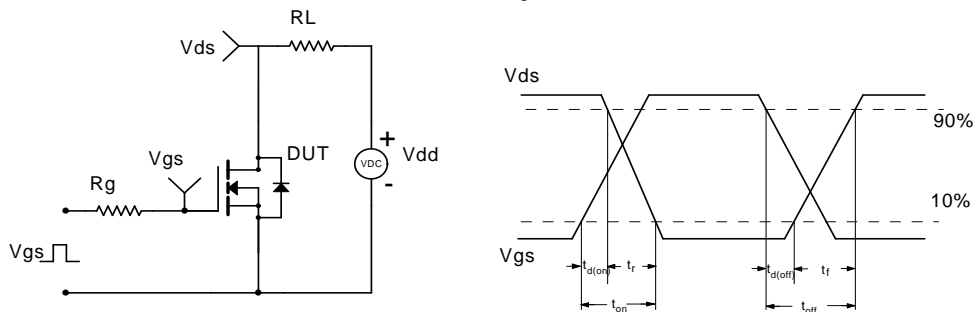 RL
Vds
Vgs
DUT
Rg
+
VDC
Vdd
-
Vgs
Vds
90%
10%
Vgs
td(on)
tr
ton
td(off)
tf
toff